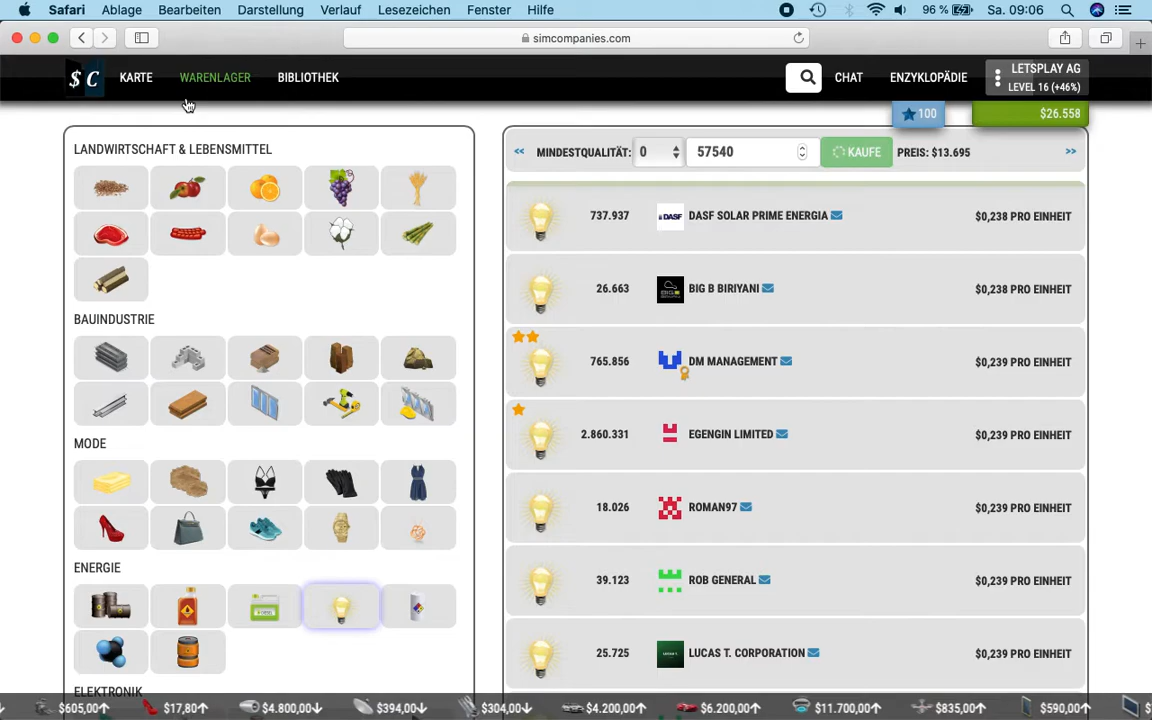 Safari Ablage Bearbeiten Darstellung Verlauf Lesezeichen Fenster Hilfe 96 % Sa. 09:06
simcompanies.com
$ C KARTE WARENLAGER BIBLIOTHEK CHAT ENZYKLOPÄDIE LETSPLAY AG
LEVEL 16 (+46%)
100 $26.558
LANDWIRTSCHAFT & LEBENSMITTEL
BAUINDUSTRIE
MODE
ENERGIE
ELEKTRONIK
<< MINDESTQUALITÄT: 0 57540 KAUFE PREIS: $13.695 >>
737.937 DASF DASF SOLAR PRIME ENERGIA $0,238 PRO EINHEIT
26.663 BIG B BIRIYANI $0,238 PRO EINHEIT
765.856 DM MANAGEMENT $0,239 PRO EINHEIT
2.860.331 EGENGIN LIMITED $0,239 PRO EINHEIT
18.026 ROMAN97 $0,239 PRO EINHEIT
39.123 ROB GENERAL $0,239 PRO EINHEIT
25.725 LUCAS T. CORPORATION $0,239 PRO EINHEIT
$605,00↑ $17,80↑ $4.800,00↓ $394,00↓ $304,00↓ $4.200,00↑ $6.200,00↑ $11.700,00↑ $835,00↑ $590,00↑ $